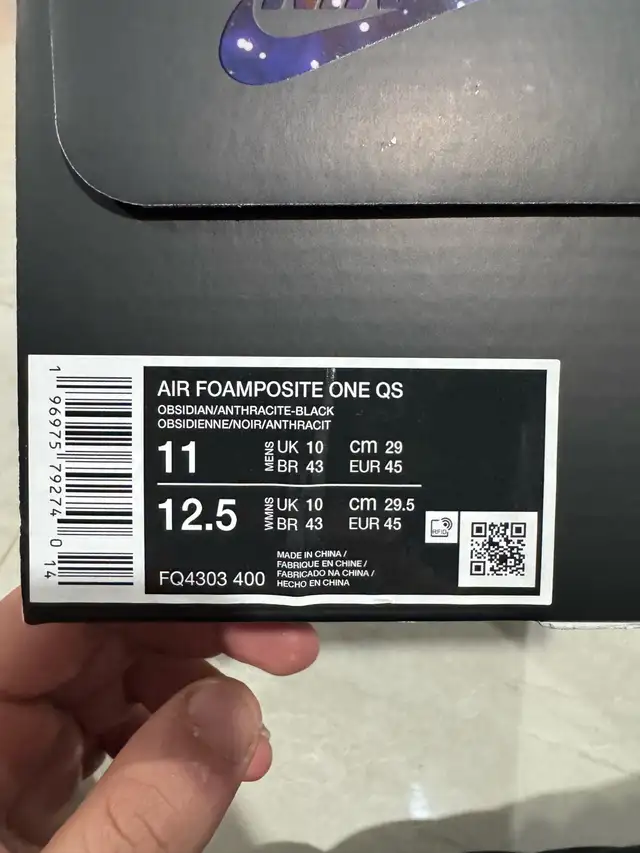 AIR FOAMPOSITE ONE QS
OBSIDIAN/ANTHRACITE-BLACK
OBSIDIENNE/NOIR/ANTHRACIT
11 MENS UK 10 cm 29
BR 43 EUR 45
12.5 WMNS UK 10 cm 29.5
BR 43 EUR 45
RFID
FQ4303 400
MADE IN CHINA /
FABRIQUE EN CHINE /
FABRICADO NA CHINA /
HECHO EN CHINA
1 96975 79274 0 14